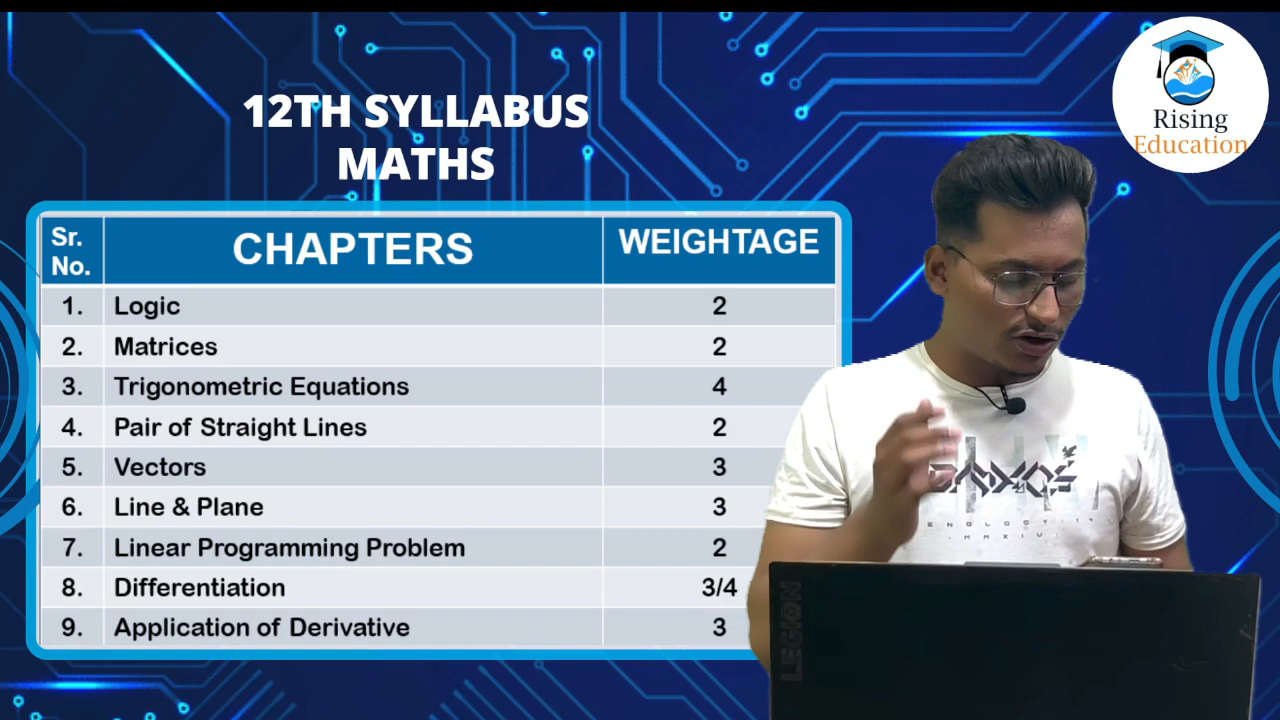 12TH SYLLABUS
MATHS
Rising
Education
Sr. No. CHAPTERS WEIGHTAGE
1. Logic 2
2. Matrices 2
3. Trigonometric Equations 4
4. Pair of Straight Lines 2
5. Vectors 3
6. Line & Plane 3
7. Linear Programming Problem 2
8. Differentiation 3/4
9. Application of Derivative 3
LEGION